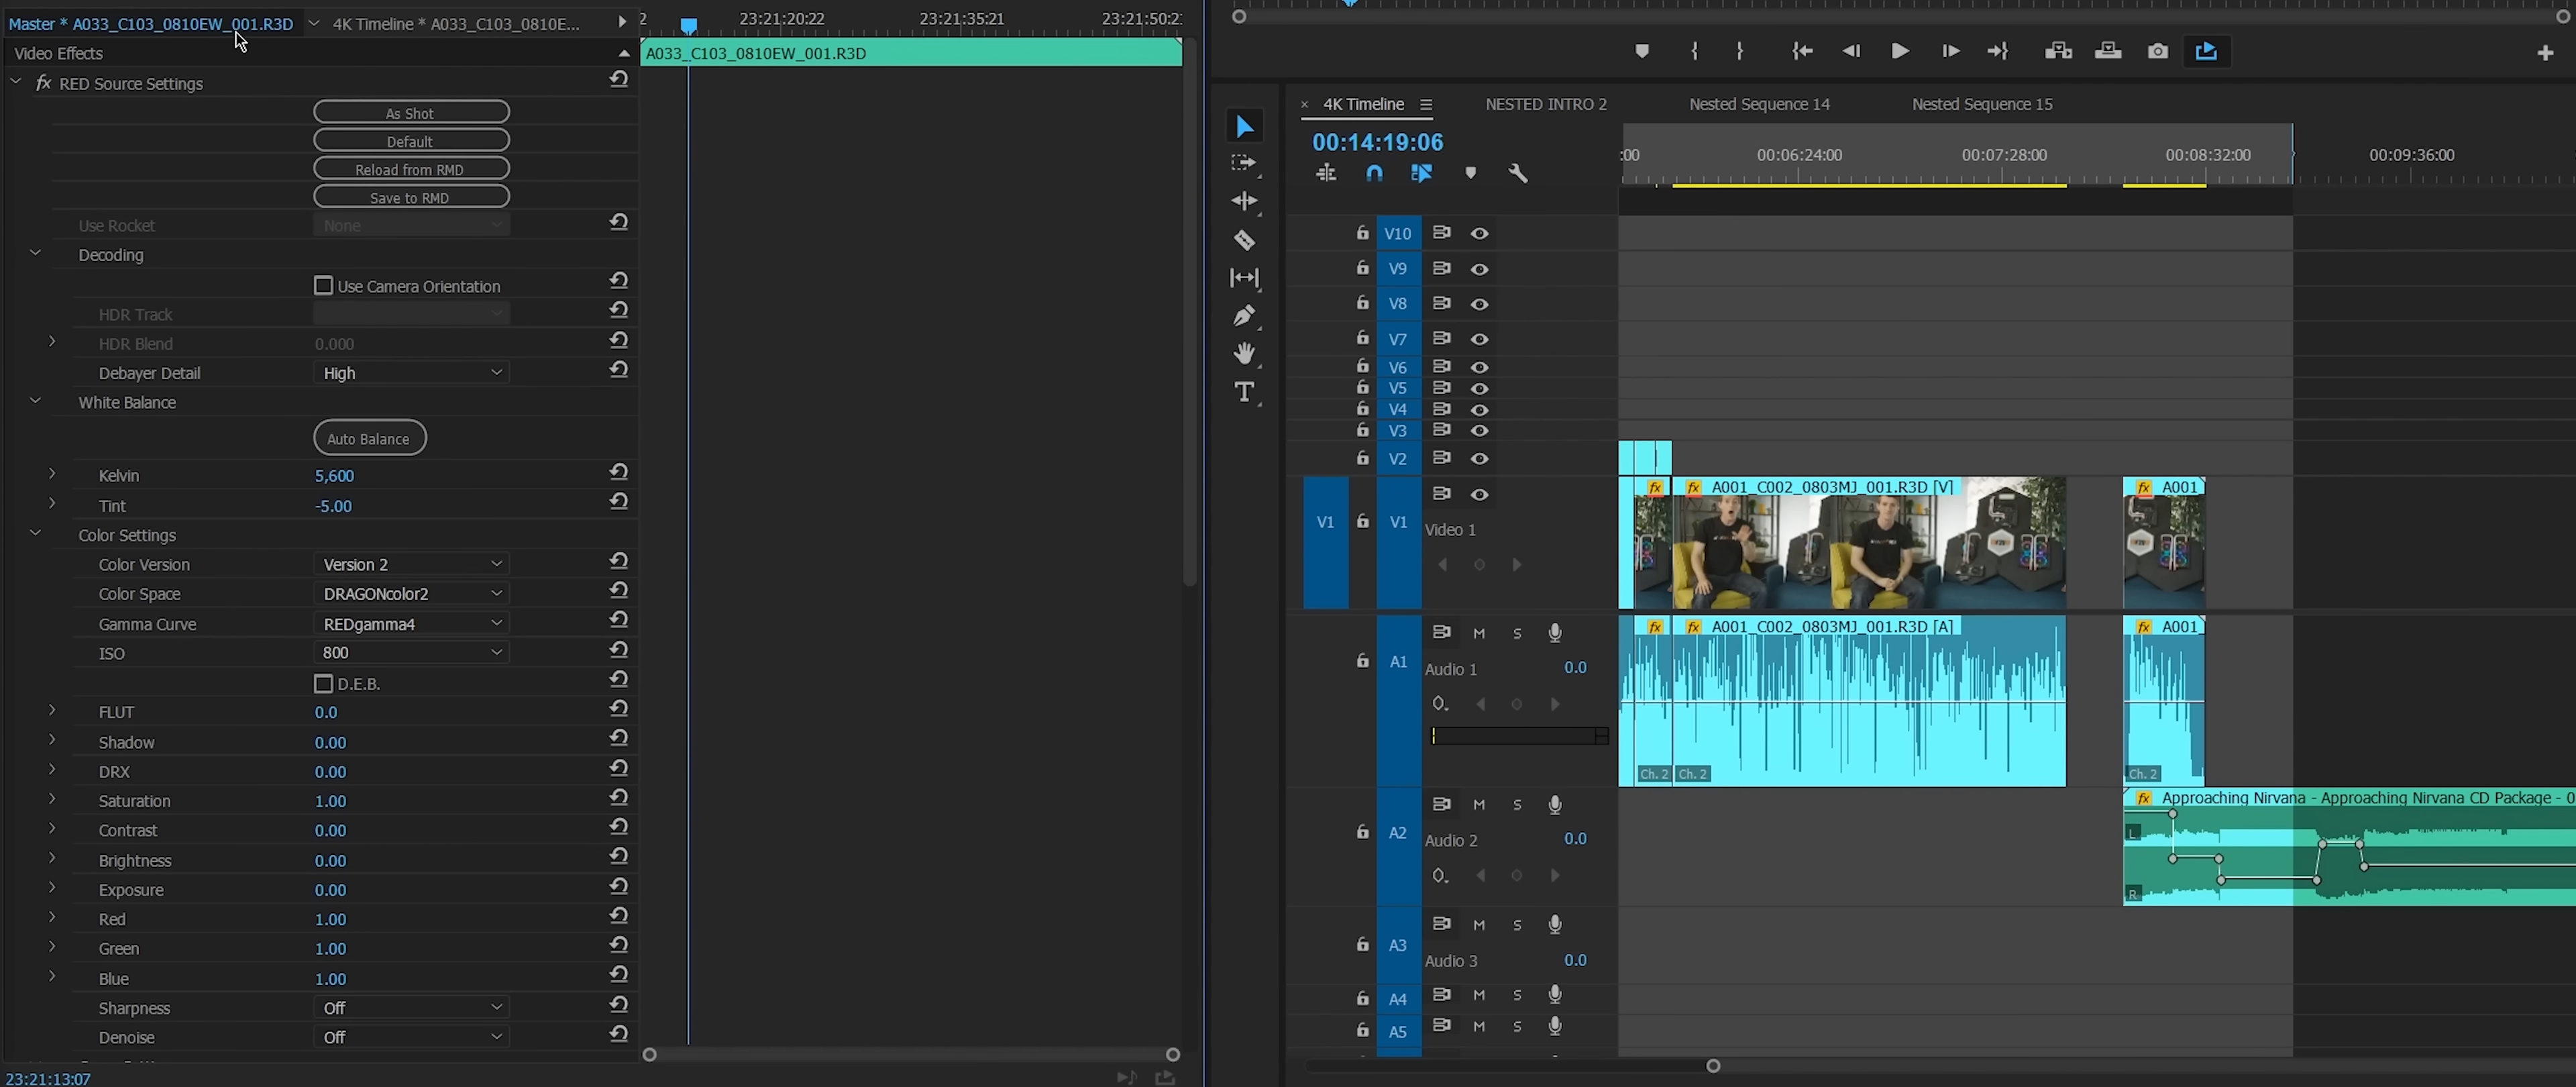 Master * A033_C103_0810EW_001.R3D
4K Timeline * A033_C103_0810E...
Video Effects
fx RED Source Settings
As Shot
Default
Reload from RMD
Save to RMD
Use Rocket None
Decoding
Use Camera Orientation
HDR Track
HDR Blend 0.000
Debayer Detail High
White Balance
Auto Balance
Kelvin 5,600
Tint -5.00
Color Settings
Color Version Version 2
Color Space DRAGONcolor2
Gamma Curve REDgamma4
ISO 800
D.E.B.
FLUT 0.0
Shadow 0.00
DRX 0.00
Saturation 1.00
Contrast 0.00
Brightness 0.00
Exposure 0.00
Red 1.00
Green 1.00
Blue 1.00
Sharpness Off
Denoise Off
23:21:13:07
2 23:21:20:22 23:21:35:21 23:21:50:2
A033_C103_0810EW_001.R3D
4K Timeline NESTED INTRO 2 Nested Sequence 14 Nested Sequence 15
00:14:19:06
:00 00:06:24:00 00:07:28:00 00:08:32:00 00:09:36:00
T
V10
V9
V8
V7
V6
V5
V4
V3
V2
V1 V1
Video 1
fx fx A001_C002_0803MJ_001.R3D [V] fx A001
M S
A1
Audio 1 0.0
fx fx A001_C002_0803MJ_001.R3D [A] fx A001
Ch. 2 Ch. 2 Ch. 2
M S
A2
Audio 2 0.0
fx Approaching Nirvana - Approaching Nirvana CD Package - 0
L
R
M S
A3
Audio 3 0.0
A4 M S
A5 M S